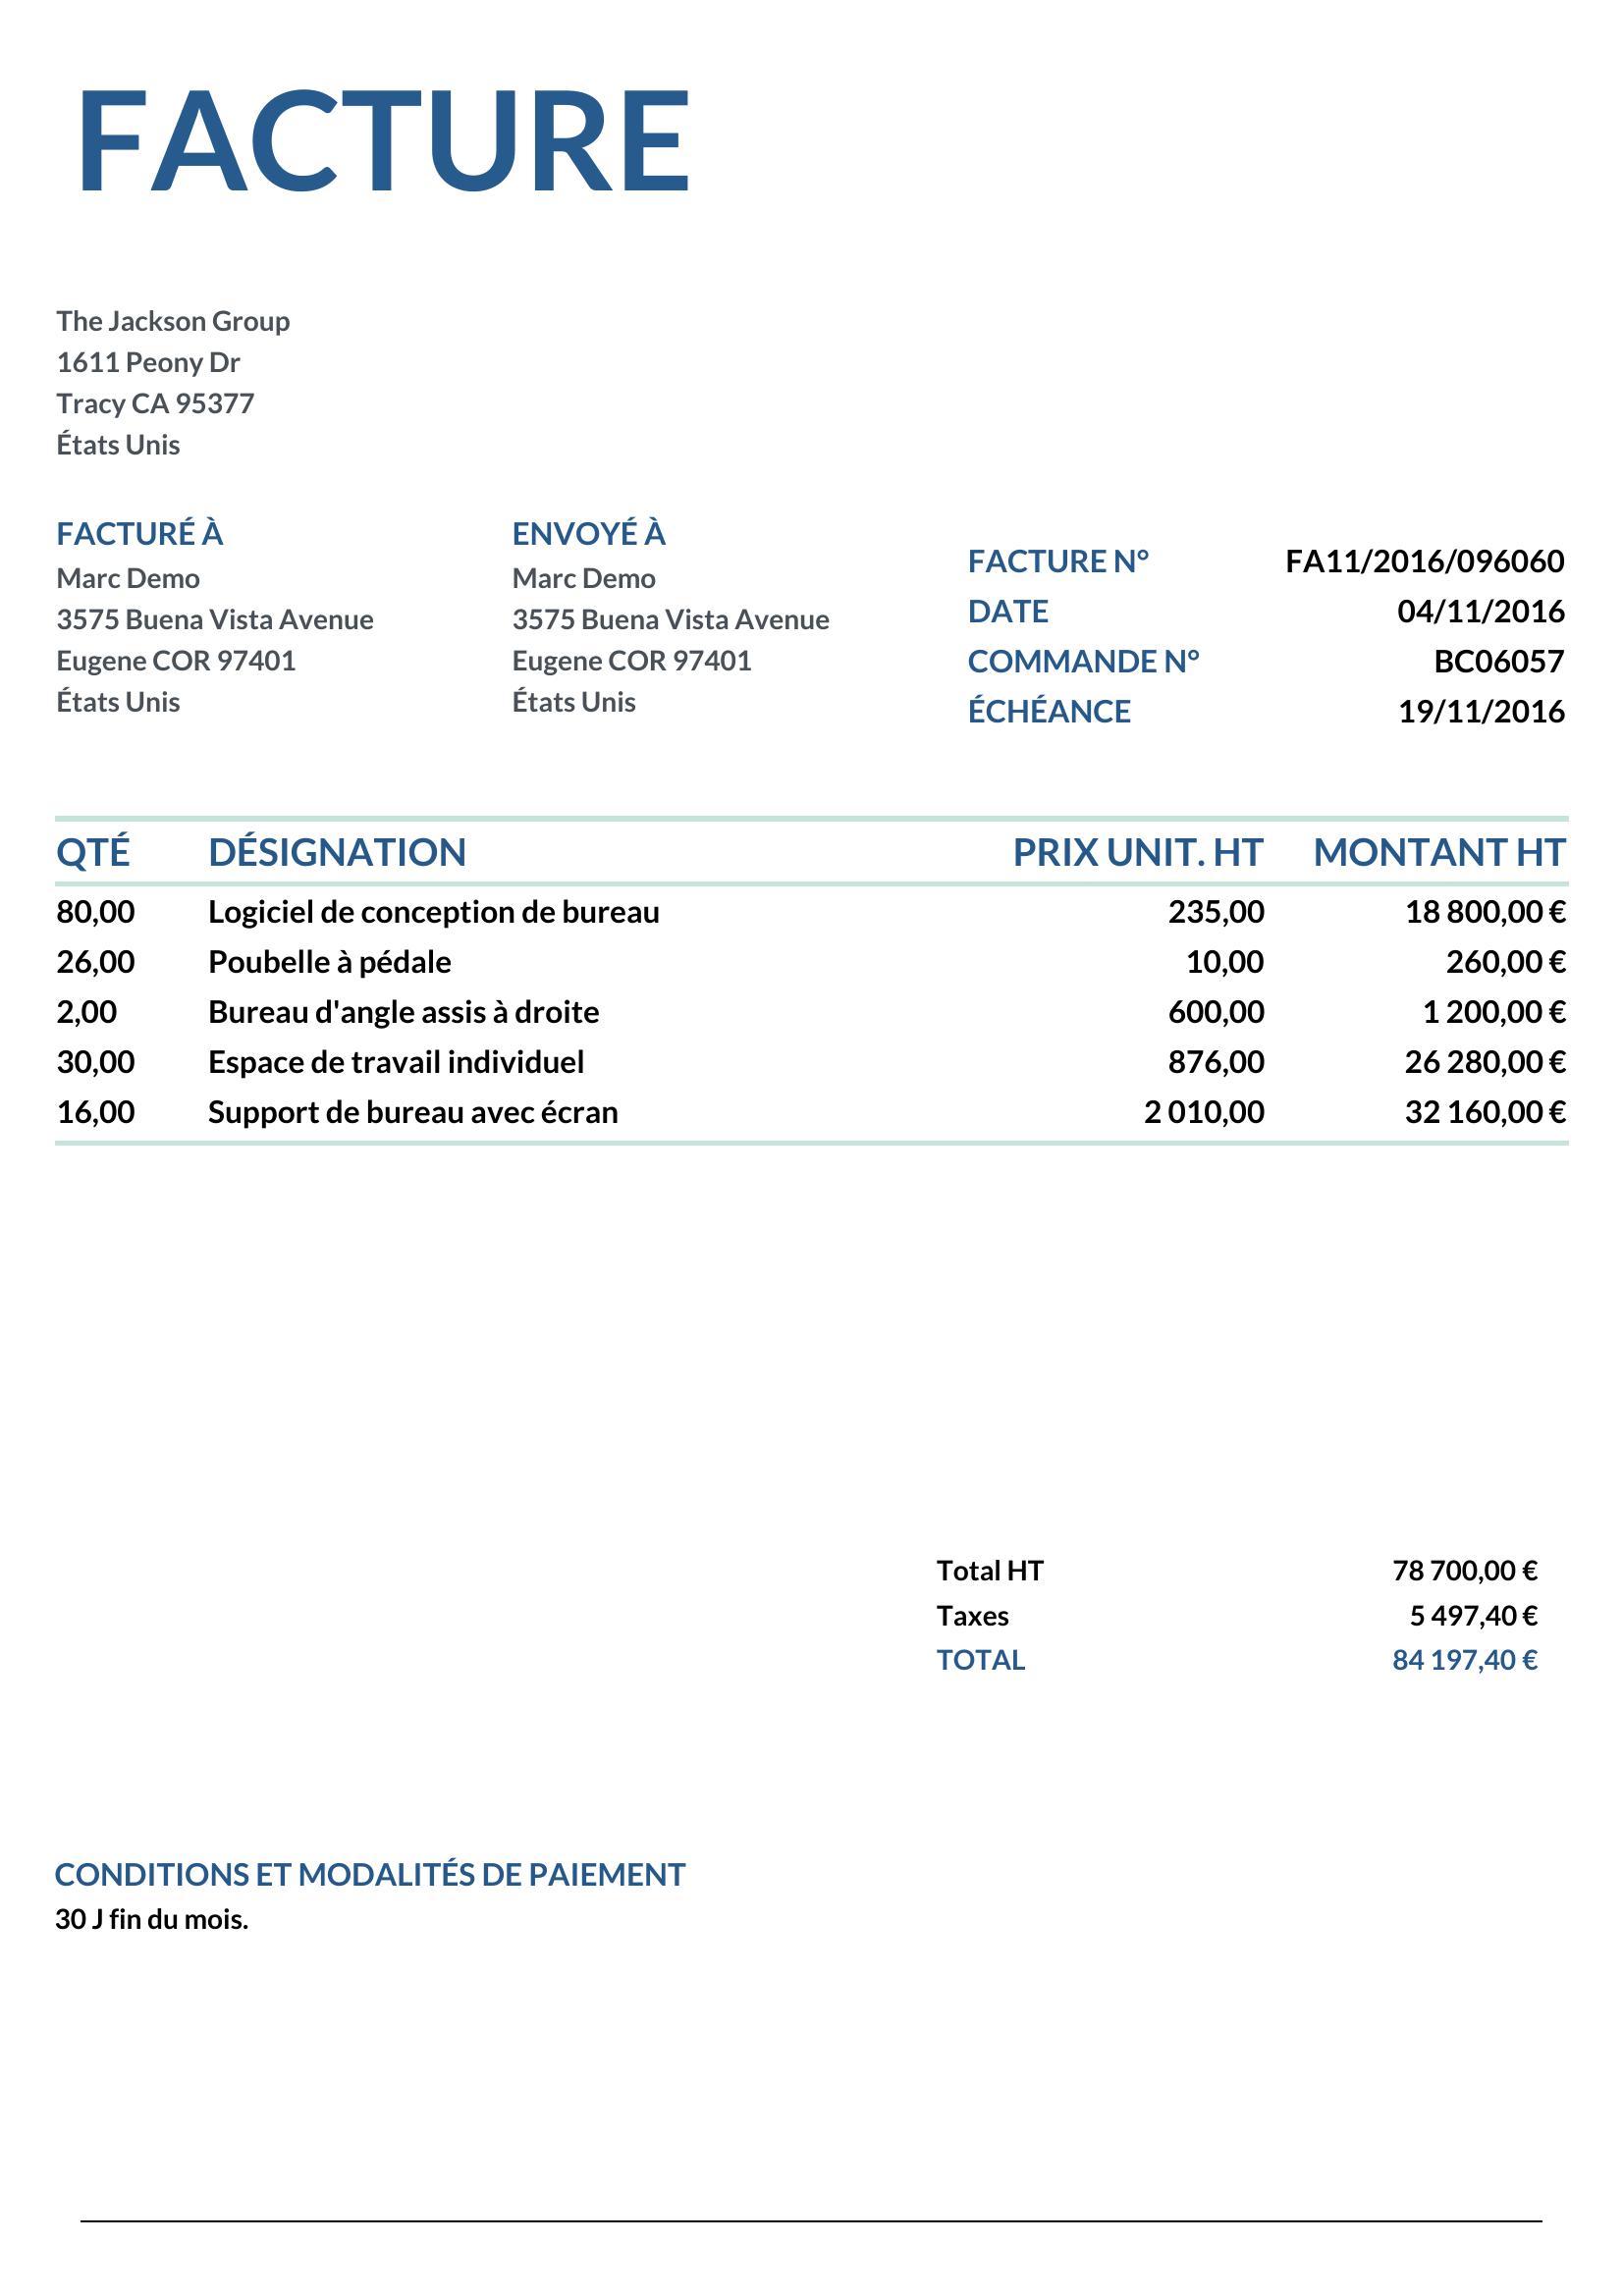 FACTURE
The Jackson Group
1611 Peony Dr
Tracy CA 95377
États Unis
FACTURÉ À
Marc Demo
3575 Buena Vista Avenue
Eugene COR 97401
États Unis
ENVOYÉ À
Marc Demo
3575 Buena Vista Avenue
Eugene COR 97401
États Unis
FACTURE N° FA11/2016/096060
DATE 04/11/2016
COMMANDE N° BC06057
ÉCHÉANCE 19/11/2016
QTÉ DÉSIGNATION PRIX UNIT. HT MONTANT HT
80,00 Logiciel de conception de bureau 235,00 18 800,00 €
26,00 Poubelle à pédale 10,00 260,00 €
2,00 Bureau d'angle assis à droite 600,00 1 200,00 €
30,00 Espace de travail individuel 876,00 26 280,00 €
16,00 Support de bureau avec écran 2 010,00 32 160,00 €
Total HT 78 700,00 €
Taxes 5 497,40 €
TOTAL 84 197,40 €
CONDITIONS ET MODALITÉS DE PAIEMENT
30 J fin du mois.